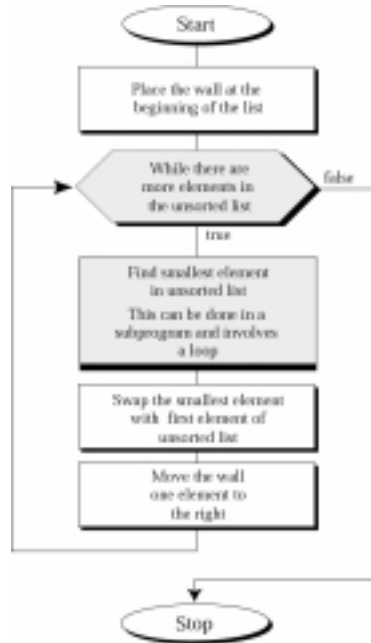 Start
Place the wall at the
beginning of the list
While there are
more elements in
the unsorted list
false
true
Find smallest element
in unsorted list
This can be done in a
subprogram and involves
a loop
Swap the smallest element
with first element of
unsorted list
Move the wall
one element to
the right
Stop